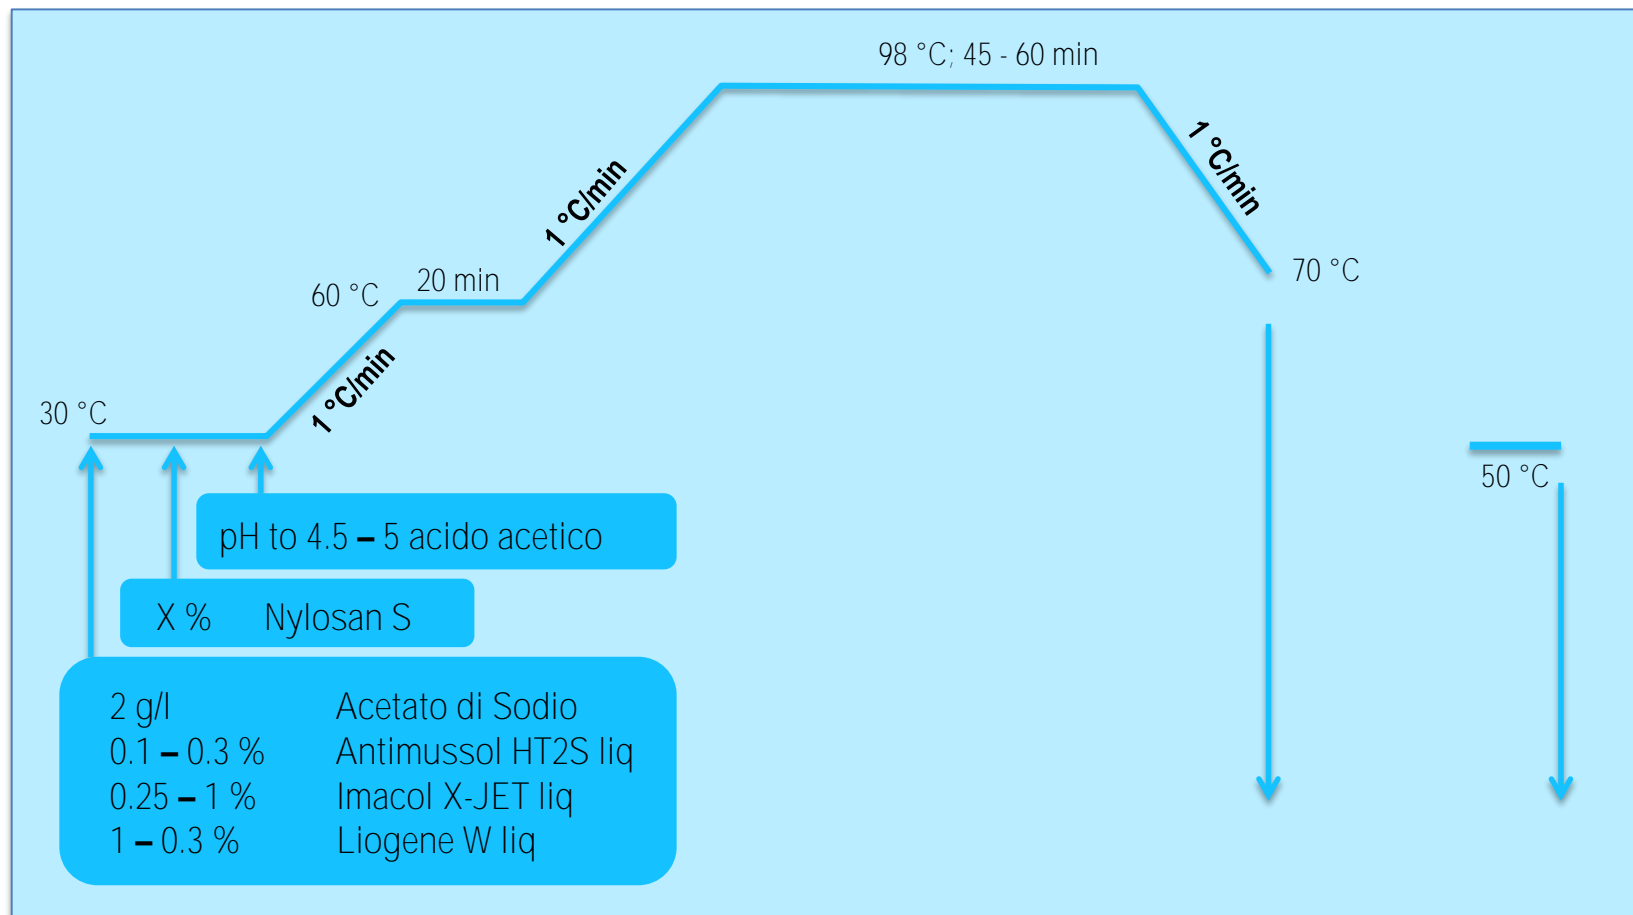 98 °C; 45 - 60 min
1 °C/min
1 °C/min
70 °C
60 °C
20 min
1 °C/min
30 °C
50 °C
pH to 4.5 – 5 acido acetico
X % Nylosan S
2 g/l Acetato di Sodio
0.1 – 0.3 % Antimussol HT2S liq
0.25 – 1 % Imacol X-JET liq
1 – 0.3 % Liogene W liq